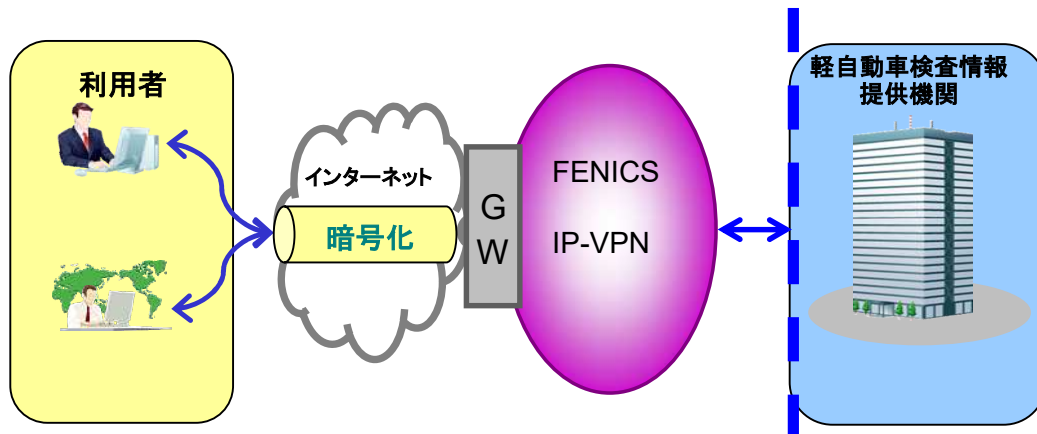 利用者
インターネット
暗号化
G
W
FENICS
IP-VPN
軽自動車検査情報
提供機関